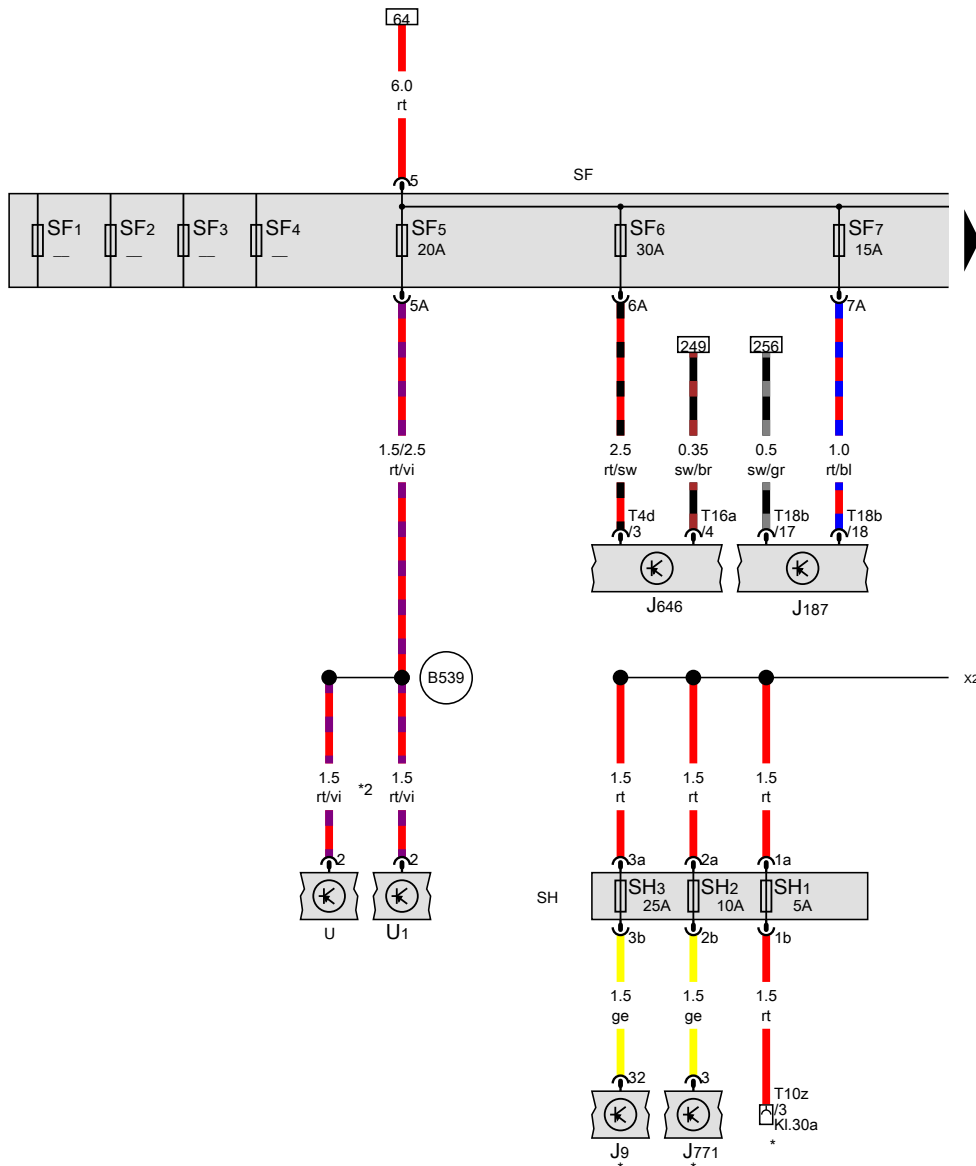 64
6.0
rt
5
SF
SF1 __
SF2 __
SF3 __
SF4 __
SF5 20A
SF6 30A
SF7 15A
5A
6A
7A
249
256
1.5/2.5
rt/vi
2.5
rt/sw
0.35
sw/br
0.5
sw/gr
1.0
rt/bl
T4d
/3
T16a
/4
T18b
/17
T18b
/18
J646
J187
B539
X2
1.5
rt/vi
*2
1.5
rt/vi
1.5
rt
1.5
rt
1.5
rt
2
2
3a
2a
1a
U
U1
SH
SH3 25A
SH2 10A
SH1 5A
3b
2b
1b
1.5
ge
1.5
ge
1.5
rt
32
3
T10z
/3
Kl.30a
*
J9
*
J771
*